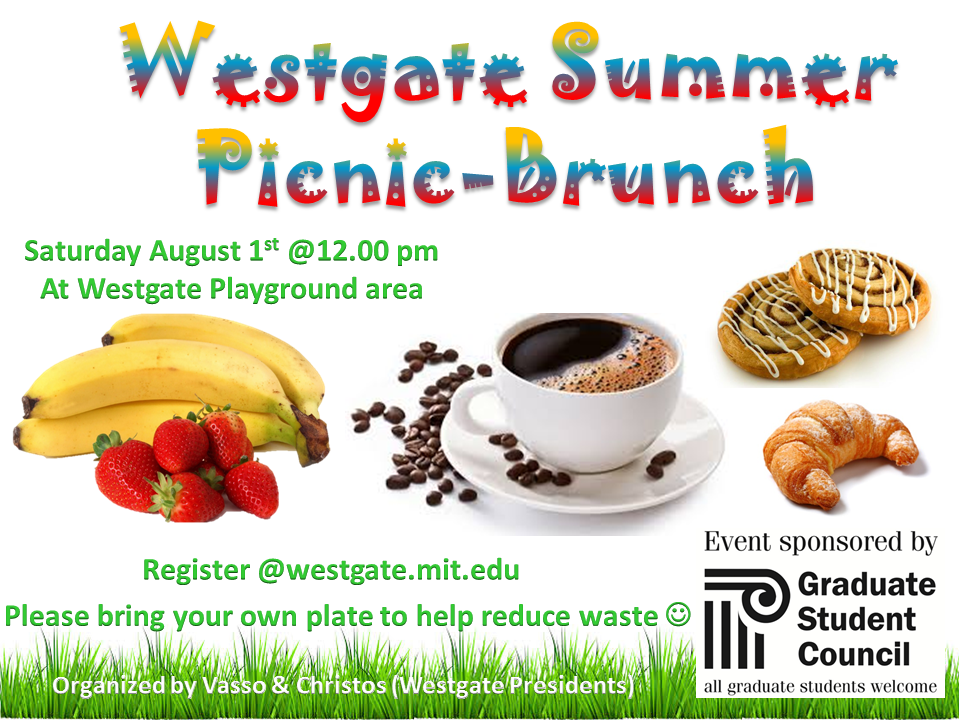 Westgate Summer
Picnic-Brunch
Saturday August 1st @12.00 pm
At Westgate Playground area
Register @westgate.mit.edu
Please bring your own plate to help reduce waste ☺
Organized by Vasso & Christos (Westgate Presidents)
Event sponsored by
Graduate
Student
Council
all graduate students welcome